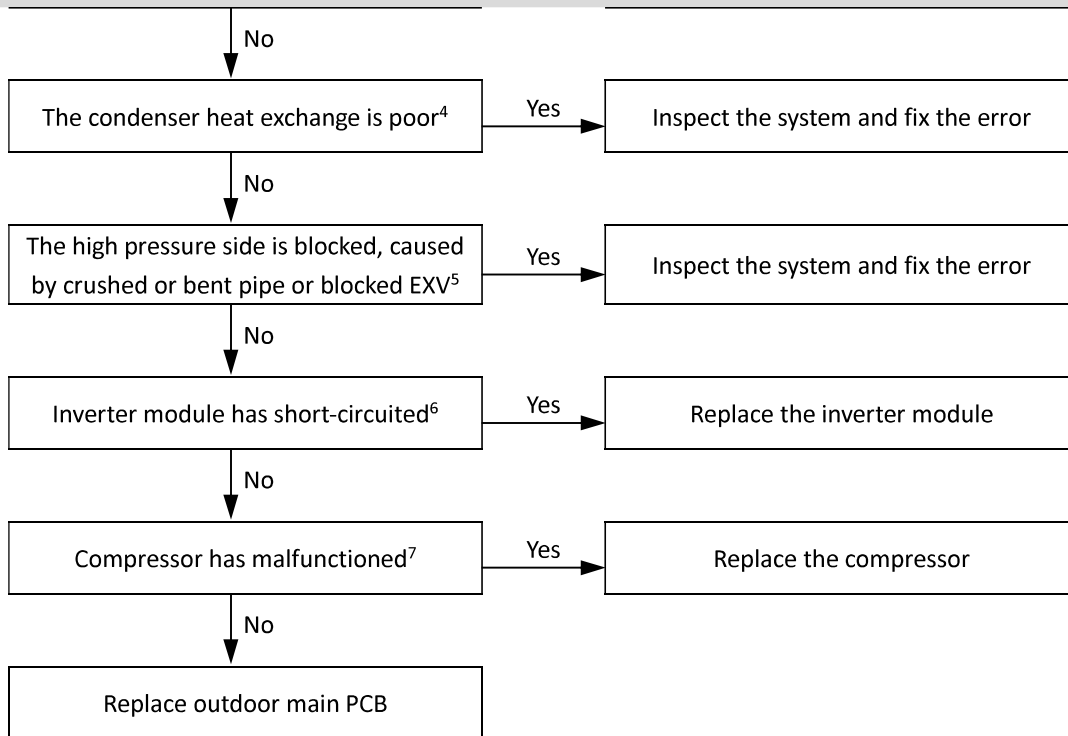 No
The condenser heat exchange is poor⁴
Yes
Inspect the system and fix the error
No
The high pressure side is blocked, caused
by crushed or bent pipe or blocked EXV⁵
Yes
Inspect the system and fix the error
No
Inverter module has short-circuited⁶
Yes
Replace the inverter module
No
Compressor has malfunctioned⁷
Yes
Replace the compressor
No
Replace outdoor main PCB